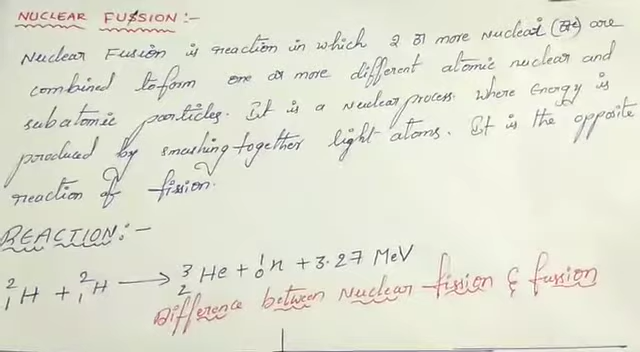 NUCLEAR FUSSION :-
Nuclear Fusion is reaction in which 2 or more nuclei are
combined to form one or more different atomic nuclear and
subatomic particles. It is a nuclear process. where Energy is
produced by smashing together light atoms. It is the opposite
reaction of fission.
REACTION:-
²₁H + ²₁H → ³₂He + ¹₀n + 3.27 MeV
Difference between Nuclear fission & fussion